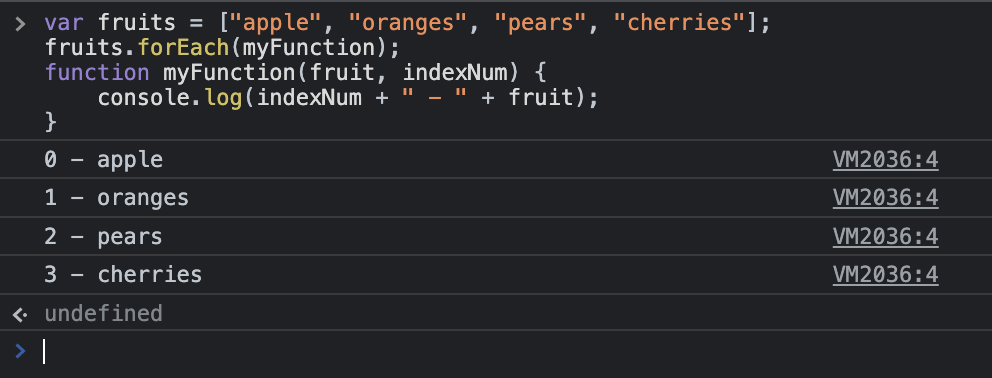 > var fruits = ["apple", "oranges", "pears", "cherries"];
fruits.forEach(myFunction);
function myFunction(fruit, indexNum) {
    console.log(indexNum + " – " + fruit);
}
0 – apple VM2036:4
1 – oranges VM2036:4
2 – pears VM2036:4
3 – cherries VM2036:4
undefined
>